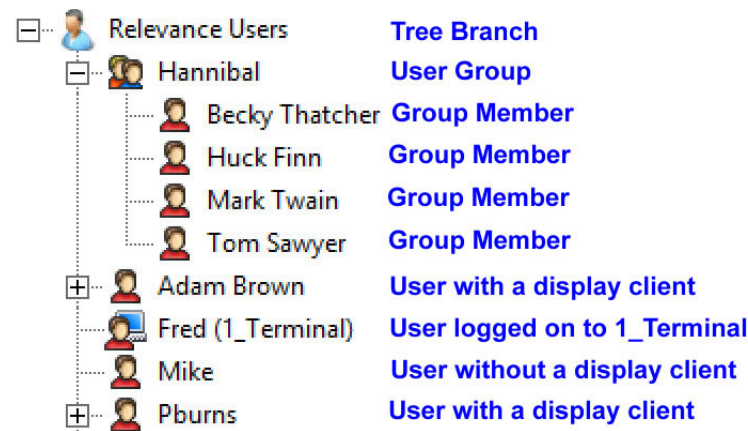 Relevance Users Tree Branch
Hannibal User Group
Becky Thatcher Group Member
Huck Finn Group Member
Mark Twain Group Member
Tom Sawyer Group Member
Adam Brown User with a display client
Fred (1_Terminal) User logged on to 1_Terminal
Mike User without a display client
Pburns User with a display client